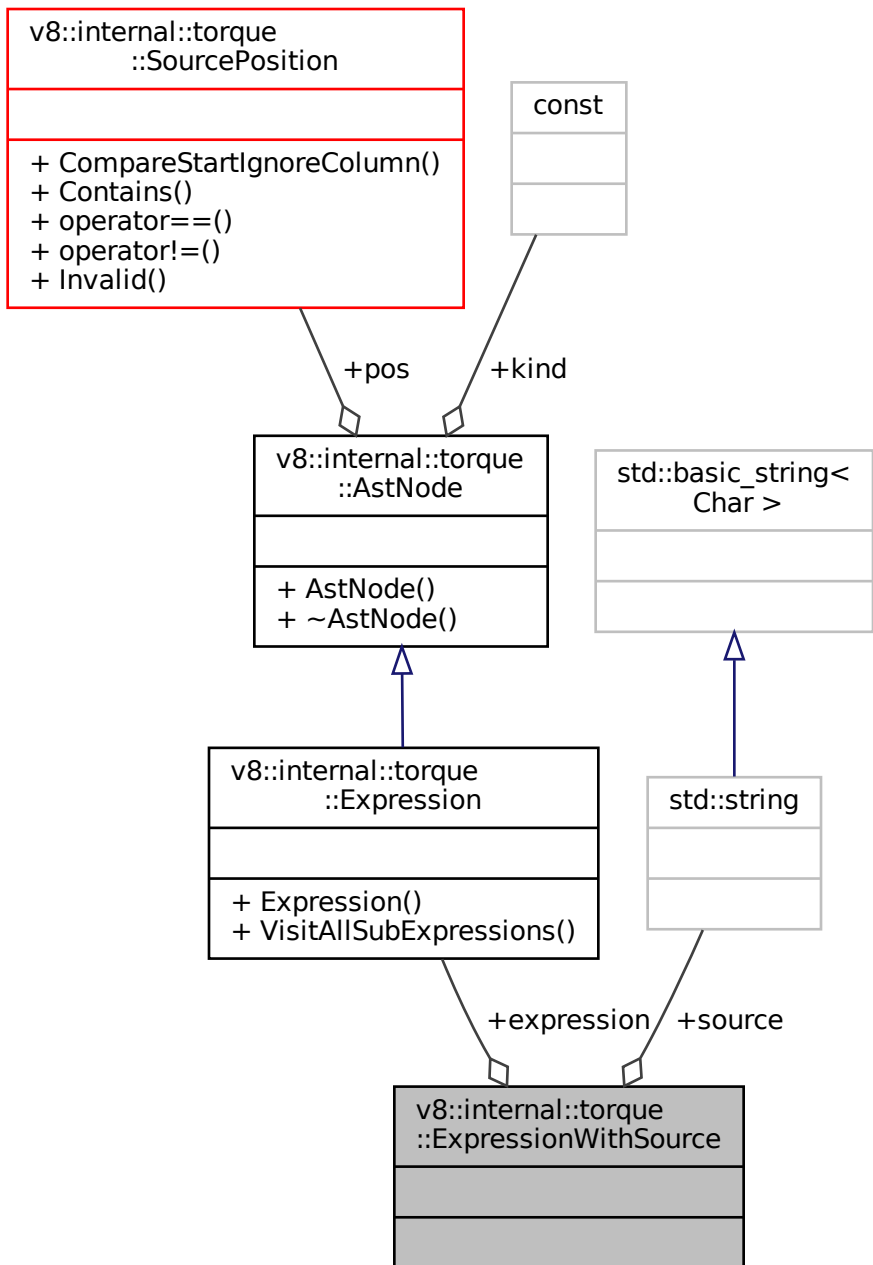 v8::internal::torque
::SourcePosition
+ CompareStartIgnoreColumn()
+ Contains()
+ operator==()
+ operator!=()
+ Invalid()
const
+pos
+kind
v8::internal::torque
::AstNode
+ AstNode()
+ ~AstNode()
std::basic_string<
Char >
v8::internal::torque
::Expression
+ Expression()
+ VisitAllSubExpressions()
std::string
+expression
+source
v8::internal::torque
::ExpressionWithSource